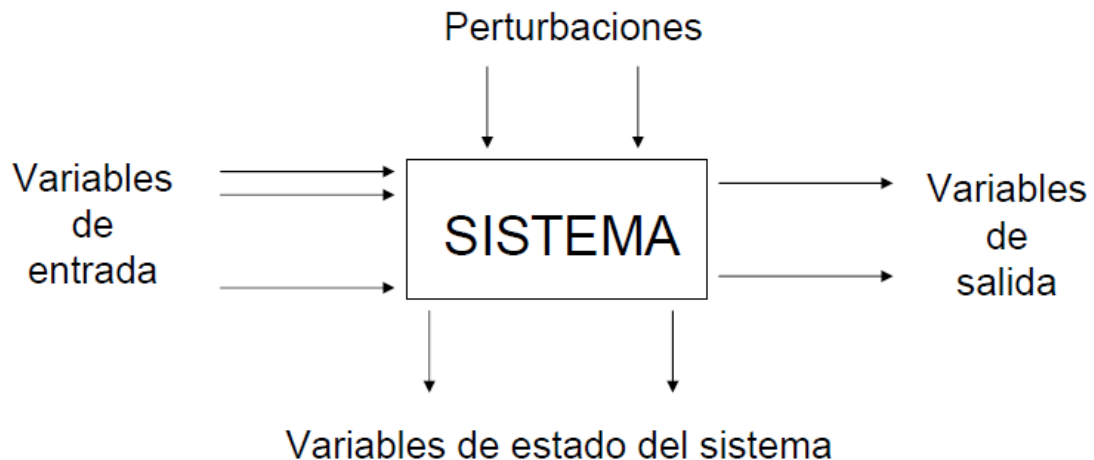 Perturbaciones
Variables
de
entrada
SISTEMA
Variables
de
salida
Variables de estado del sistema